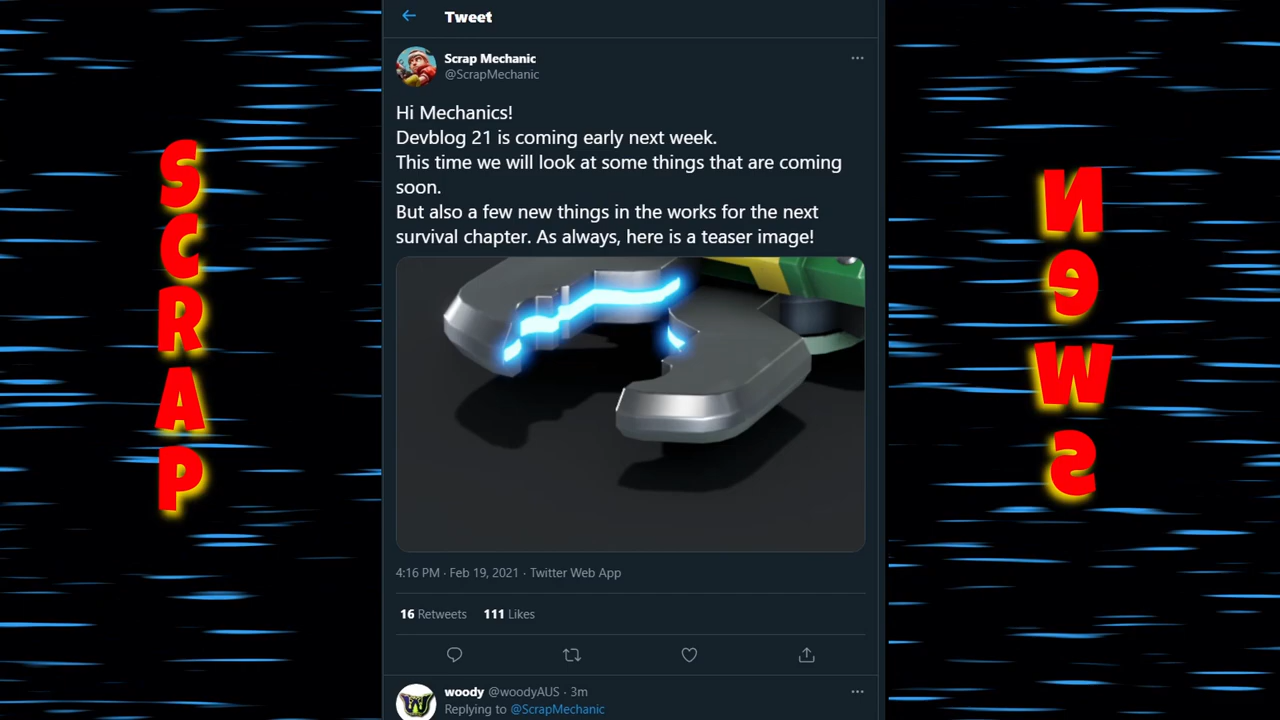 Tweet
Scrap Mechanic
@ScrapMechanic
Hi Mechanics!
Devblog 21 is coming early next week.
This time we will look at some things that are coming
soon.
But also a few new things in the works for the next
survival chapter. As always, here is a teaser image!
4:16 PM · Feb 19, 2021 · Twitter Web App
16 Retweets 111 Likes
woody @woodyAUS · 3m
Replying to @ScrapMechanic
S
C
R
A
P
N
e
W
S